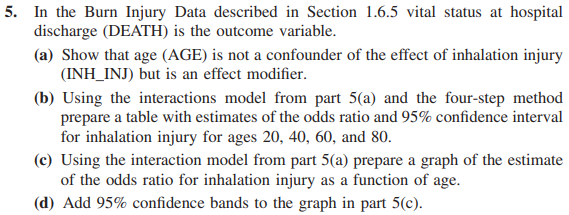 5. In the Burn Injury Data described in Section 1.6.5 vital status at hospital
discharge (DEATH) is the outcome variable.
(a) Show that age (AGE) is not a confounder of the effect of inhalation injury
(INH_INJ) but is an effect modifier.
(b) Using the interactions model from part 5(a) and the four-step method
prepare a table with estimates of the odds ratio and 95% confidence interval
for inhalation injury for ages 20, 40, 60, and 80.
(c) Using the interaction model from part 5(a) prepare a graph of the estimate
of the odds ratio for inhalation injury as a function of age.
(d) Add 95% confidence bands to the graph in part 5(c).